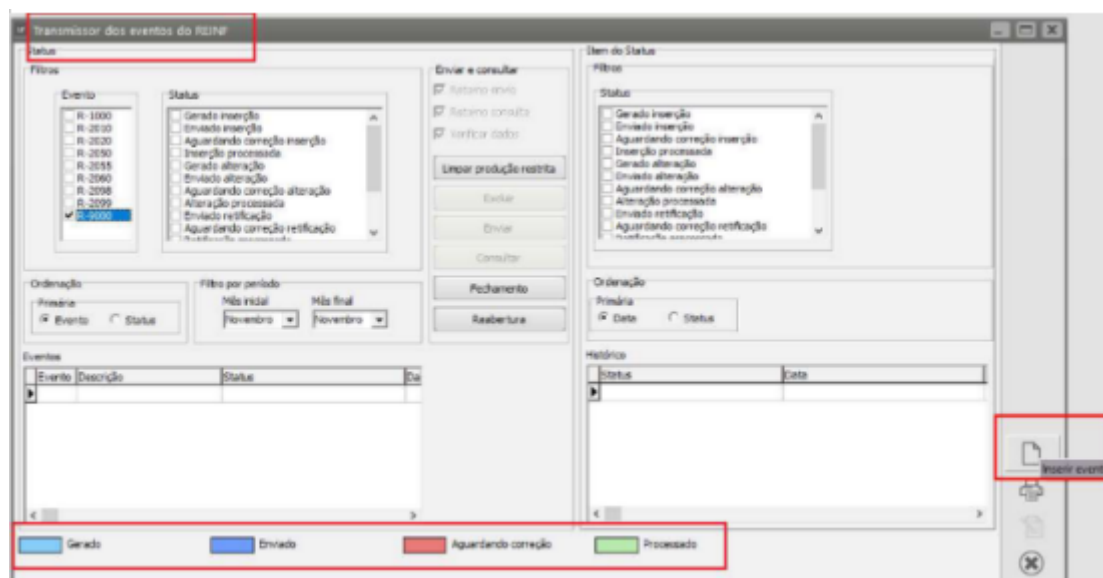 Transmissor dos eventos do REINF
Status
Filtros
Evento
R-1000
R-2010
R-2020
R-2050
R-2055
R-2060
R-2098
R-2099
R-9000
Status
Gerado inserção
Enviado inserção
Aguardando correção inserção
Inserção processada
Gerado alteração
Enviado alteração
Aguardando correção alteração
Alteração processada
Enviado retificação
Aguardando correção retificação
Retificação processada
Enviar e consultar
Retorno envio
Retorno consulta
Verificar dados
Limpar produção restrita
Excluir
Enviar
Consultar
Fechamento
Reabertura
Ordenação
Primária
Evento Status
Filtro por período
Mês inicial Mês final
Novembro Novembro
Eventos
Evento Descrição Status Da
Item do Status
Filtros
Status
Gerado inserção
Enviado inserção
Aguardando correção inserção
Inserção processada
Gerado alteração
Enviado alteração
Aguardando correção alteração
Alteração processada
Enviado retificação
Aguardando correção retificação
Retificação processada
Ordenação
Primária
Data Status
Histórico
Status Data
Inserir event
Gerado Enviado Aguardando correção Processado